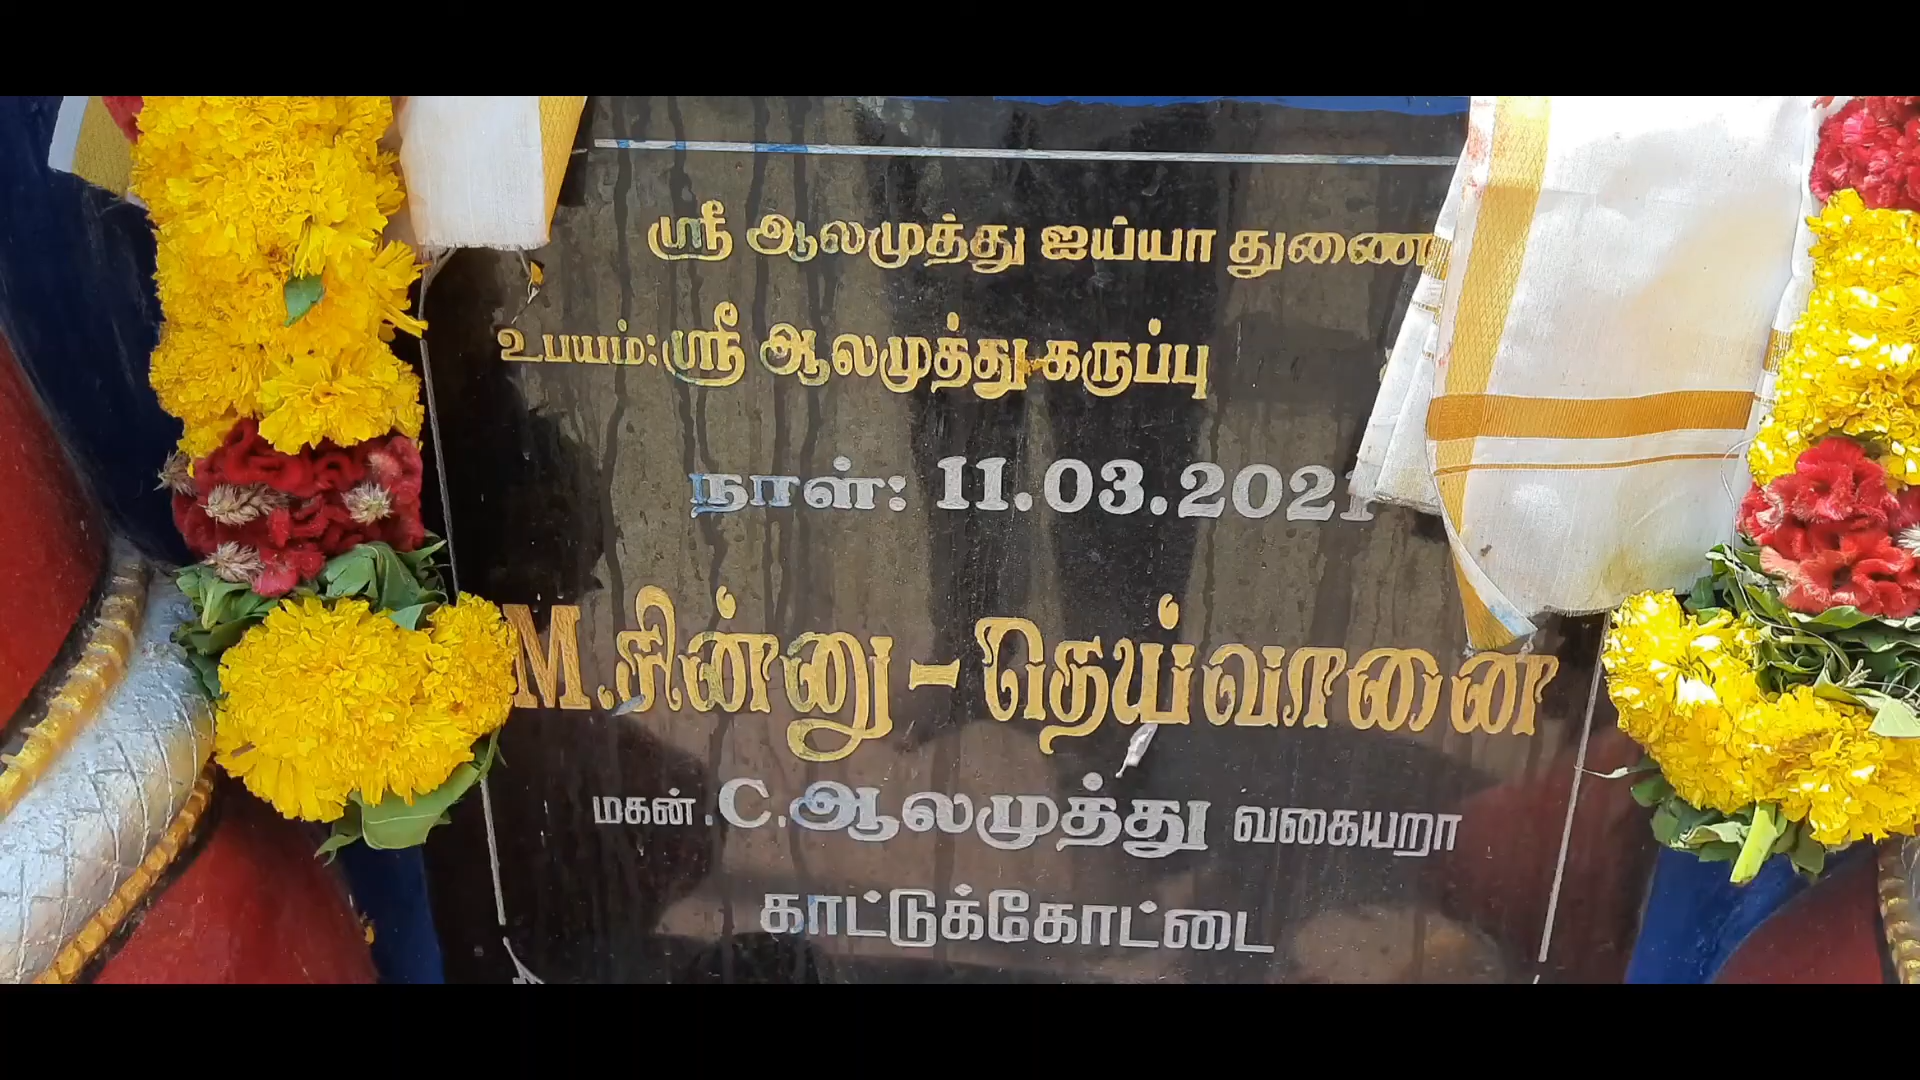 ஸ்ரீ ஆலமுத்து ஐய்யா துணை
உபயம்:ஸ்ரீ ஆலமுத்து கருப்பு
நாள்: 11.03.2021
M.சின்னு – தெய்வானை
மகன். C.ஆலமுத்து வகையறா
காட்டுக்கோட்டை